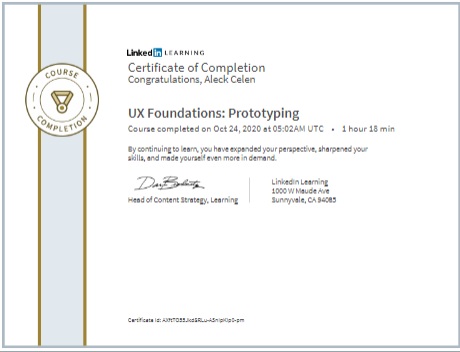 LinkedIn LEARNING
Certificate of Completion
Congratulations, Aleck Celen
COURSE
COMPLETION
UX Foundations: Prototyping
Course completed on Oct 24, 2020 at 05:02AM UTC • 1 hour 18 min
By continuing to learn, you have expanded your perspective, sharpened your
skills, and made yourself even more in demand.
Head of Content Strategy, Learning
LinkedIn Learning
1000 W Maude Ave
Sunnyvale, CA 94085
Certificate Id: